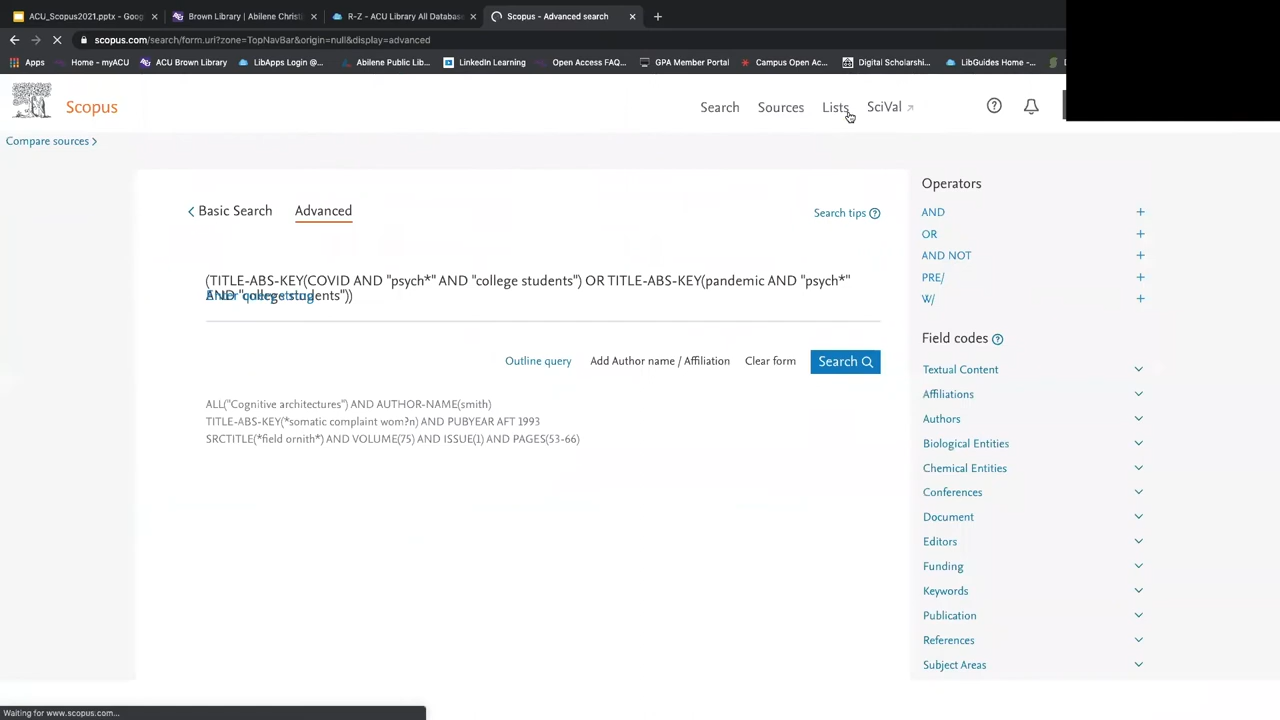 ACU_Scopus2021.pptx - Goog
Brown Library | Abilene Christi
R-Z - ACU Library All Database
Scopus - Advanced search
scopus.com/search/form.uri?zone=TopNavBar&origin=null&display=advanced
Apps
Home - myACU
ACU Brown Library
LibApps Login @...
Abilene Public Lib...
LinkedIn Learning
Open Access FAQ...
GPA Member Portal
Campus Open Ac...
Digital Scholarshi...
LibGuides Home -...
Scopus
Search
Sources
Lists
SciVal
Compare sources
Basic Search
Advanced
Search tips
(TITLE-ABS-KEY(COVID AND "psych*" AND "college students") OR TITLE-ABS-KEY(pandemic AND "psych*"
AND "college students"))
Enter query string
Outline query
Add Author name / Affiliation
Clear form
Search
ALL("Cognitive architectures") AND AUTHOR-NAME(smith)
TITLE-ABS-KEY(*somatic complaint wom?n) AND PUBYEAR AFT 1993
SRCTITLE(*field ornith*) AND VOLUME(75) AND ISSUE(1) AND PAGES(53-66)
Operators
AND
OR
AND NOT
PRE/
W/
Field codes
Textual Content
Affiliations
Authors
Biological Entities
Chemical Entities
Conferences
Document
Editors
Funding
Keywords
Publication
References
Subject Areas
Waiting for www.scopus.com...